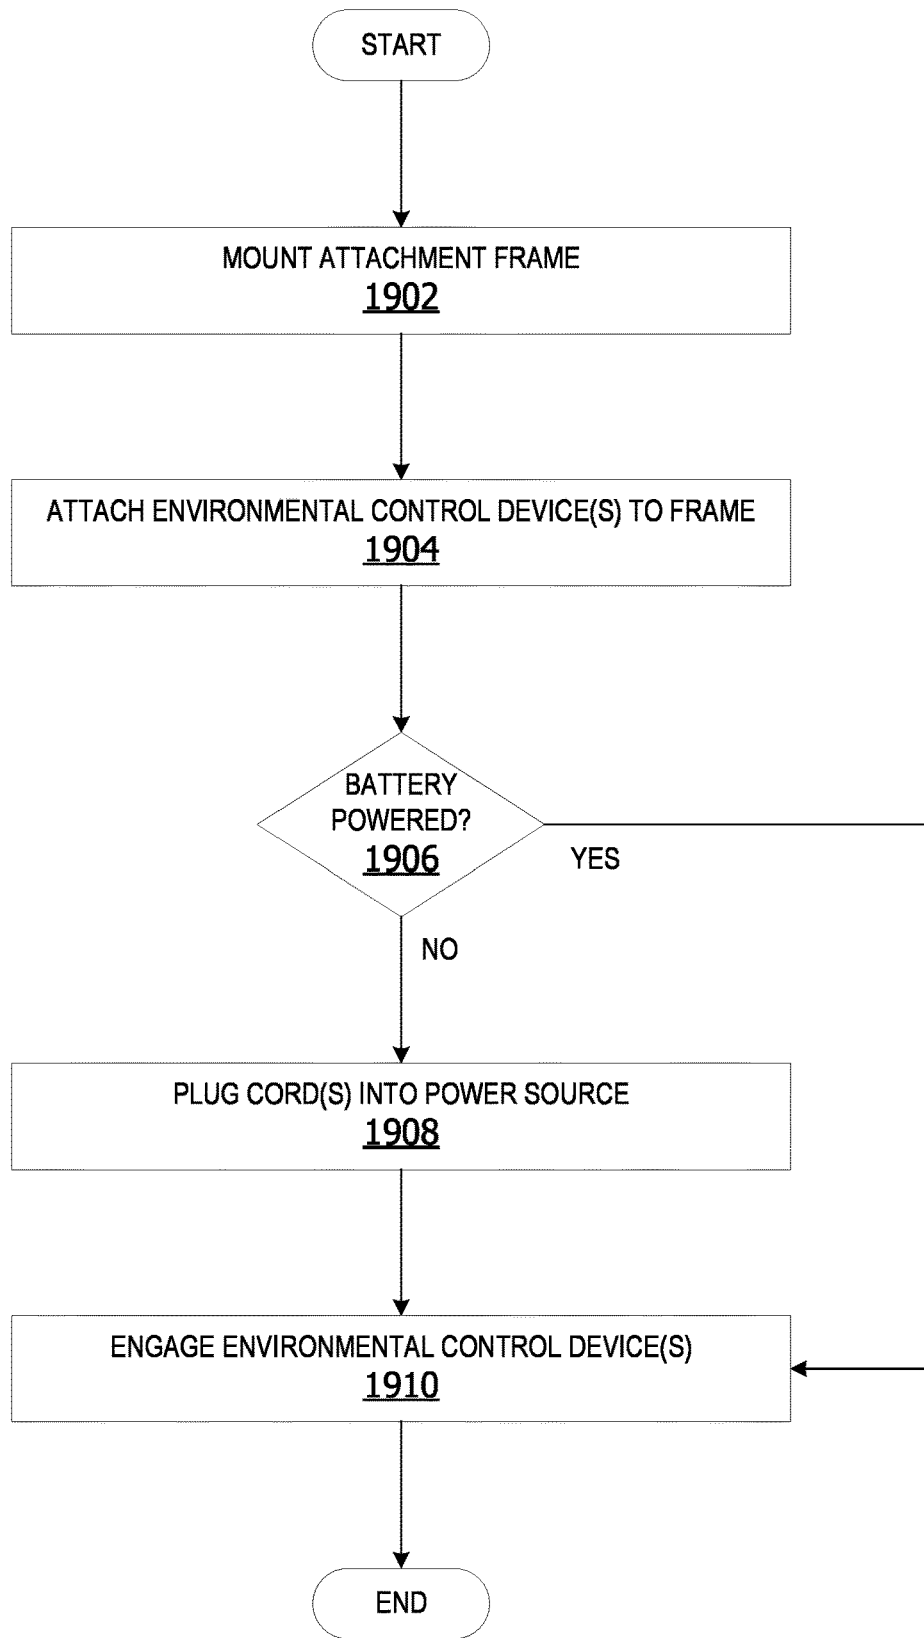 START
MOUNT ATTACHMENT FRAME
1902
ATTACH ENVIRONMENTAL CONTROL DEVICE(S) TO FRAME
1904
BATTERY
POWERED?
1906
YES
NO
PLUG CORD(S) INTO POWER SOURCE
1908
ENGAGE ENVIRONMENTAL CONTROL DEVICE(S)
1910
END